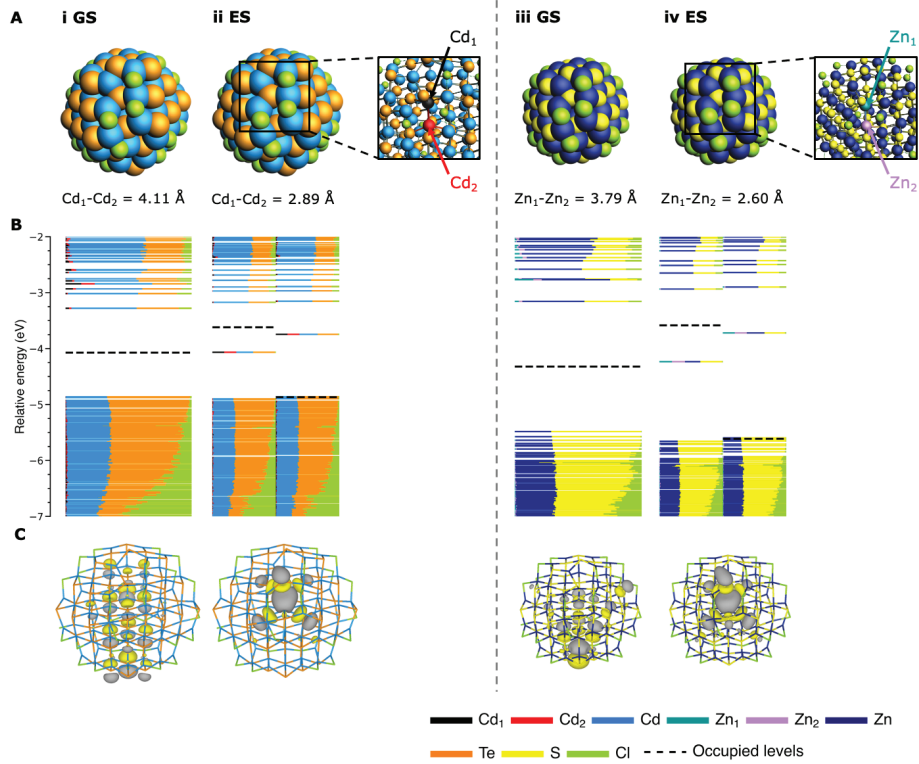 A i GS ii ES iii GS iv ES
Cd₁ Zn₁
Cd₂ Zn₂
Cd₁-Cd₂ = 4.11 Å Cd₁-Cd₂ = 2.89 Å Zn₁-Zn₂ = 3.79 Å Zn₁-Zn₂ = 2.60 Å
B
Relative energy (eV)
−2
−3
−4
−5
−6
−7
C
Cd₁ Cd₂ Cd Zn₁ Zn₂ Zn
Te S Cl Occupied levels